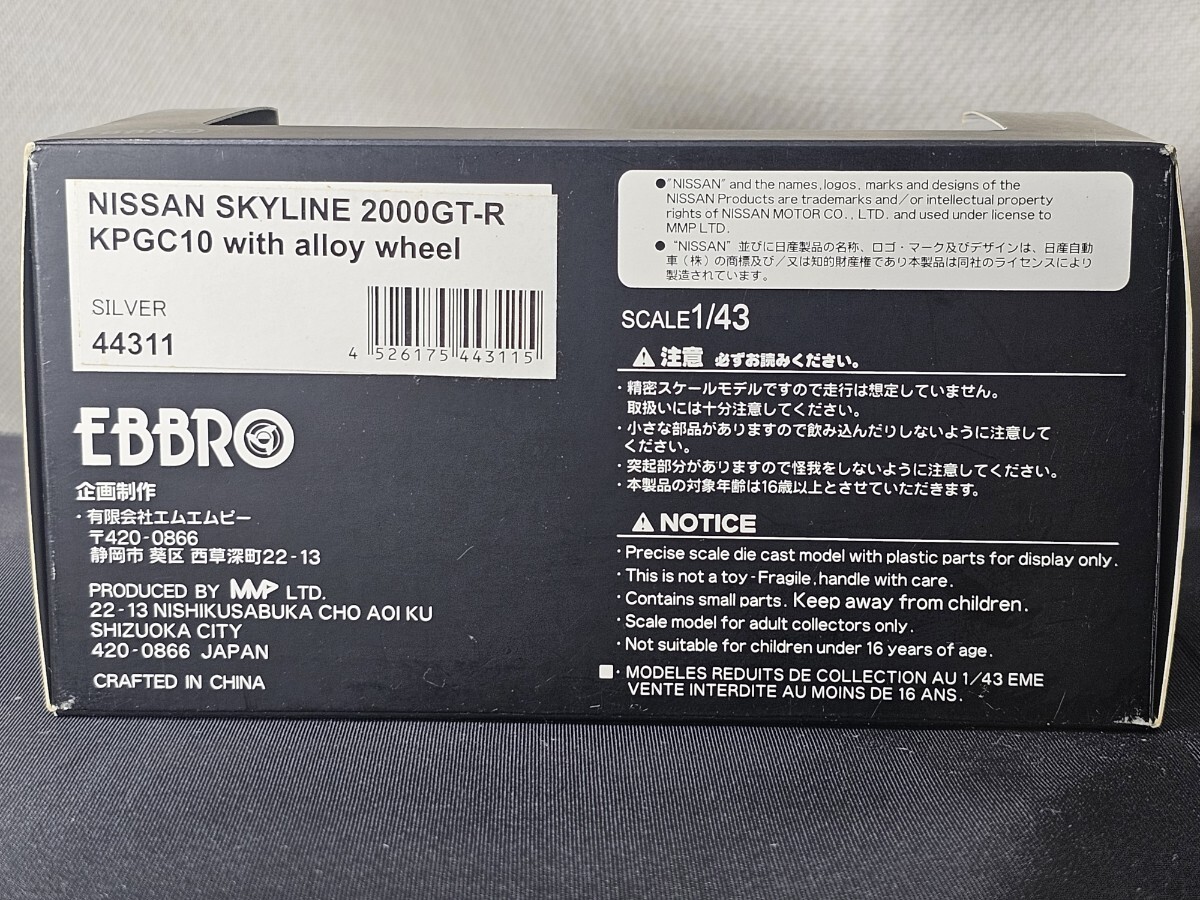 NISSAN SKYLINE 2000GT-R
KPGC10 with alloy wheel
SILVER
44311
4 526175 443115
EBBRO
企画制作
・有限会社エムエムピー
〒420-0866
静岡市 葵区 西草深町22-13
PRODUCED BY MMP LTD.
22-13 NISHIKUSABUKA CHO AOI KU
SHIZUOKA CITY
420-0866 JAPAN
CRAFTED IN CHINA
●"NISSAN" and the names, logos, marks and designs of the
NISSAN Products are trademarks and/or intellectual property
rights of NISSAN MOTOR CO., LTD. and used under license to
MMP LTD.
●"NISSAN"並びに日産製品の名称、ロゴ・マーク及びデザインは、日産自動
車(株)の商標及び/又は知的財産権であり本製品は同社のライセンスにより
製造されています。
SCALE1/43
注意 必ずお読みください。
・精密スケールモデルですので走行は想定していません。
取扱いには十分注意してください。
・小さな部品がありますので飲み込んだりしないように注意して
ください。
・突起部分がありますので怪我をしないように注意してください。
・本製品の対象年齢は16歳以上とさせていただきます。
NOTICE
・Precise scale die cast model with plastic parts for display only.
・This is not a toy-Fragile, handle with care.
・Contains small parts. Keep away from children.
・Scale model for adult collectors only.
・Not suitable for children under 16 years of age.
・MODELES REDUITS DE COLLECTION AU 1/43 EME
VENTE INTERDITE AU MOINS DE 16 ANS.